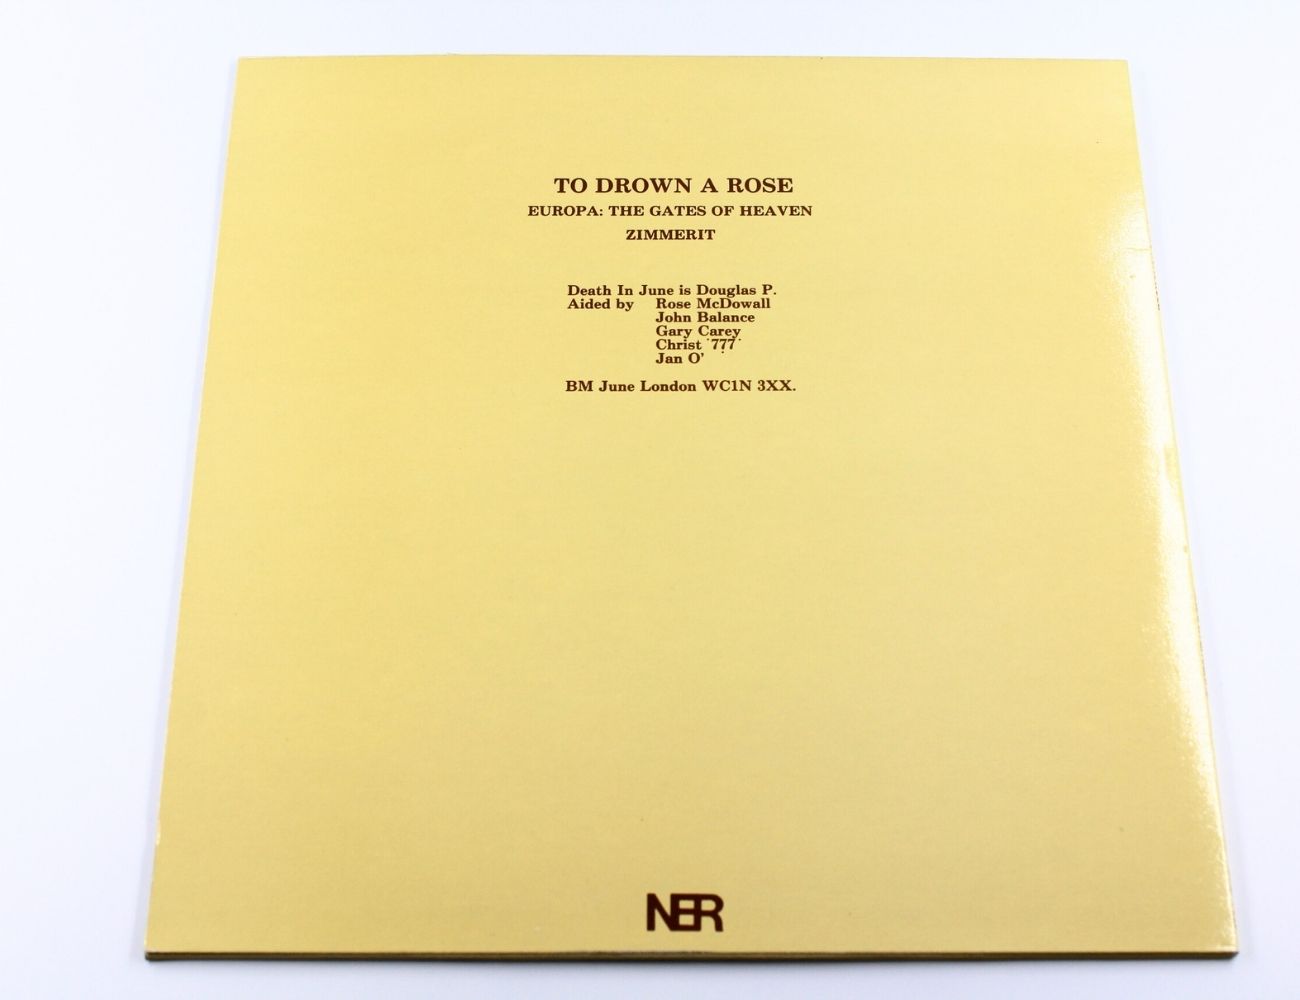 TO DROWN A ROSE
EUROPA: THE GATES OF HEAVEN
ZIMMERIT
Death In June is Douglas P.
Aided by Rose McDowall
John Balance
Gary Carey
Christ '777'
Jan O'
BM June London WC1N 3XX.
NER